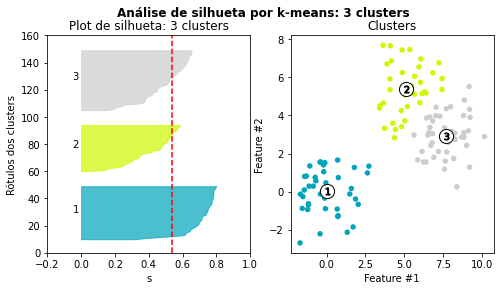 Análise de silhueta por k-means: 3 clusters
Plot de silhueta: 3 clusters
Rótulos dos clusters
160
140
120
100
80
60
40
20
0
3
2
1
-0.2 0.0 0.2 0.4 0.6 0.8 1.0
s
Clusters
Feature #2
8
6
4
2
0
−2
2
3
1
0.0 2.5 5.0 7.5 10.0
Feature #1